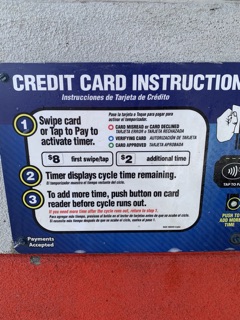 CREDIT CARD INSTRUCTION
Instrucciones de Tarjeta de Crédito
1 Swipe card
or Tap to Pay to
activate timer.
Pase la tarjeta o Toque para pagar para
activar el temporizador.
CARD MISREAD or CARD DECLINED
TARJETA ERROR o TARJETA RECHAZADA
VERIFYING CARD AUTORIZACIÓN DE TARJETA
CARD APPROVED TARJETA APROBADA
$8 first swipe/tap $2 additional time
2 Timer displays cycle time remaining.
El temporizador muestra el tiempo restante del ciclo.
3 To add more time, push button on card
reader before cycle runs out.
If you need more time after the cycle runs out, return to step 1.
TAP TO PAY
PUSH TO
ADD MORE
TIME
Payments
Accepted